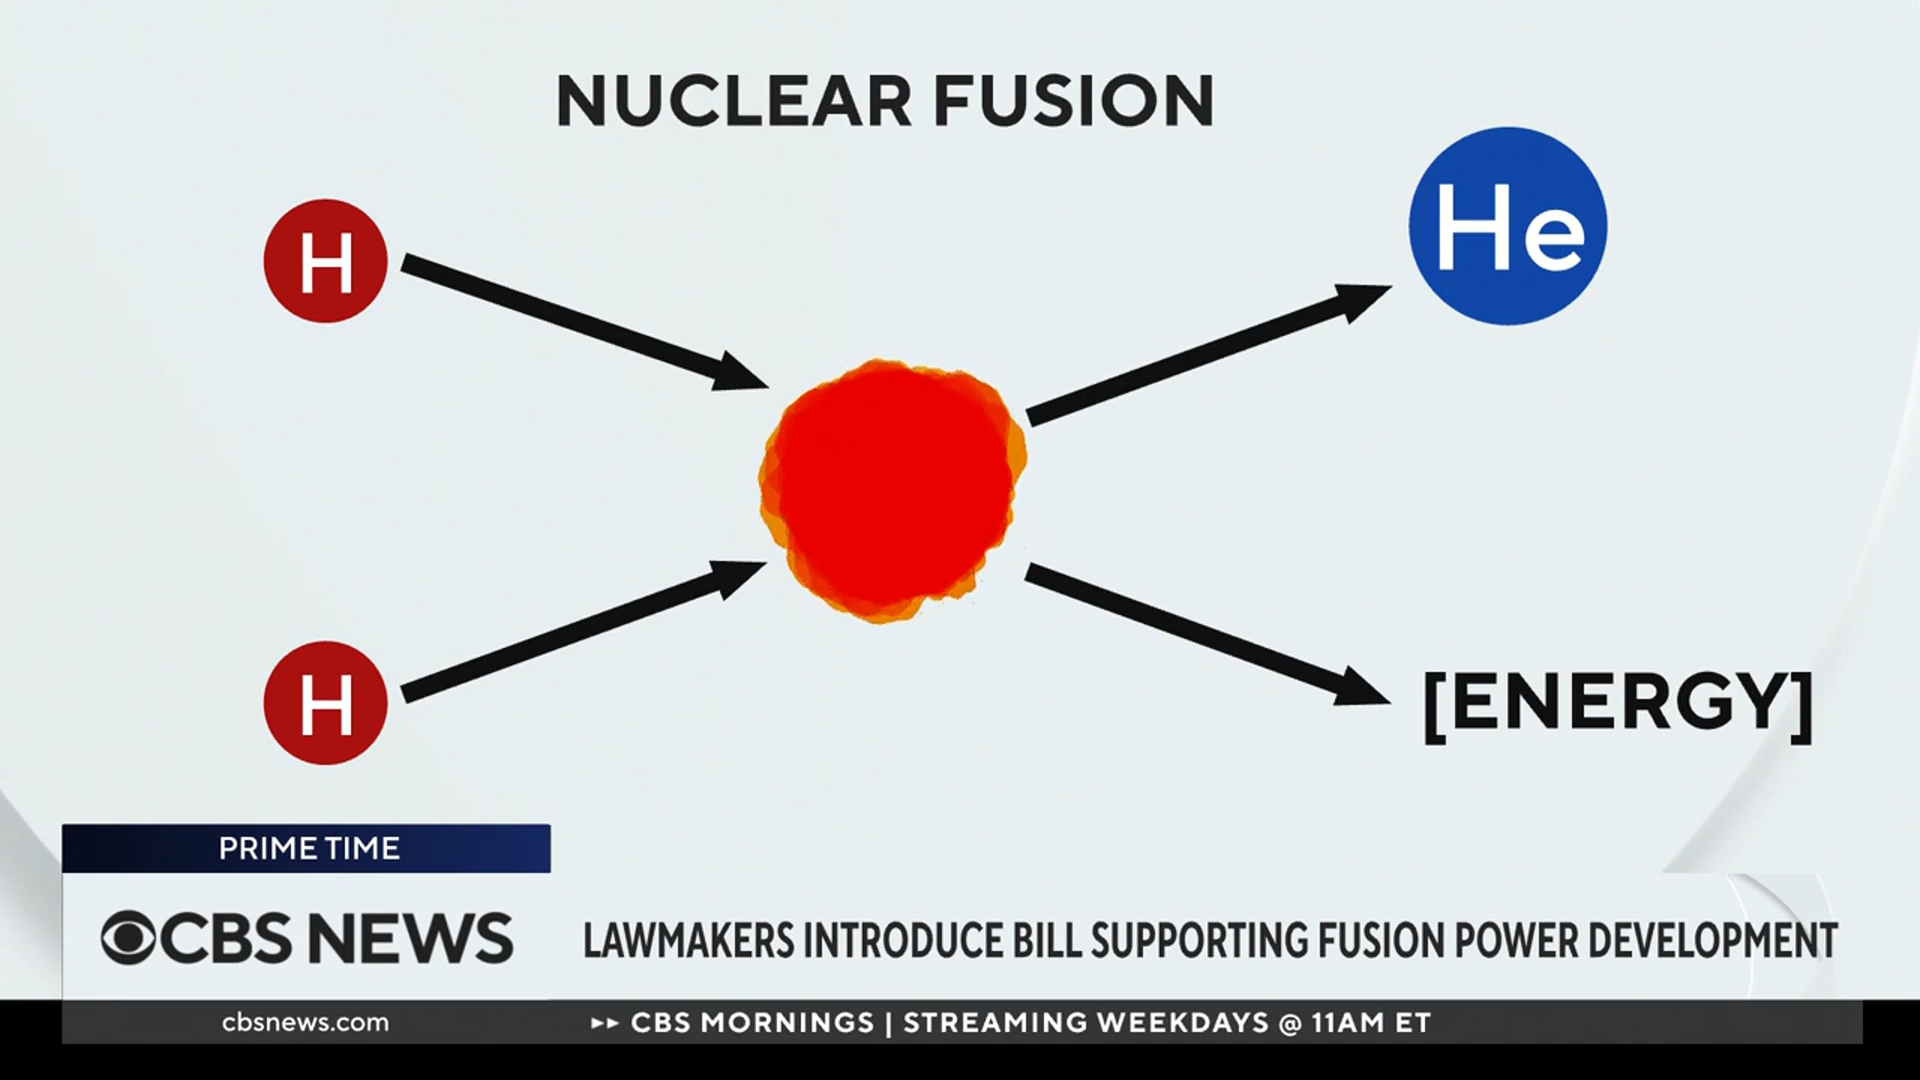 NUCLEAR FUSION
H
He
H
[ENERGY]
PRIME TIME
CBS NEWS
LAWMAKERS INTRODUCE BILL SUPPORTING FUSION POWER DEVELOPMENT
cbsnews.com
CBS MORNINGS | STREAMING WEEKDAYS @ 11AM ET